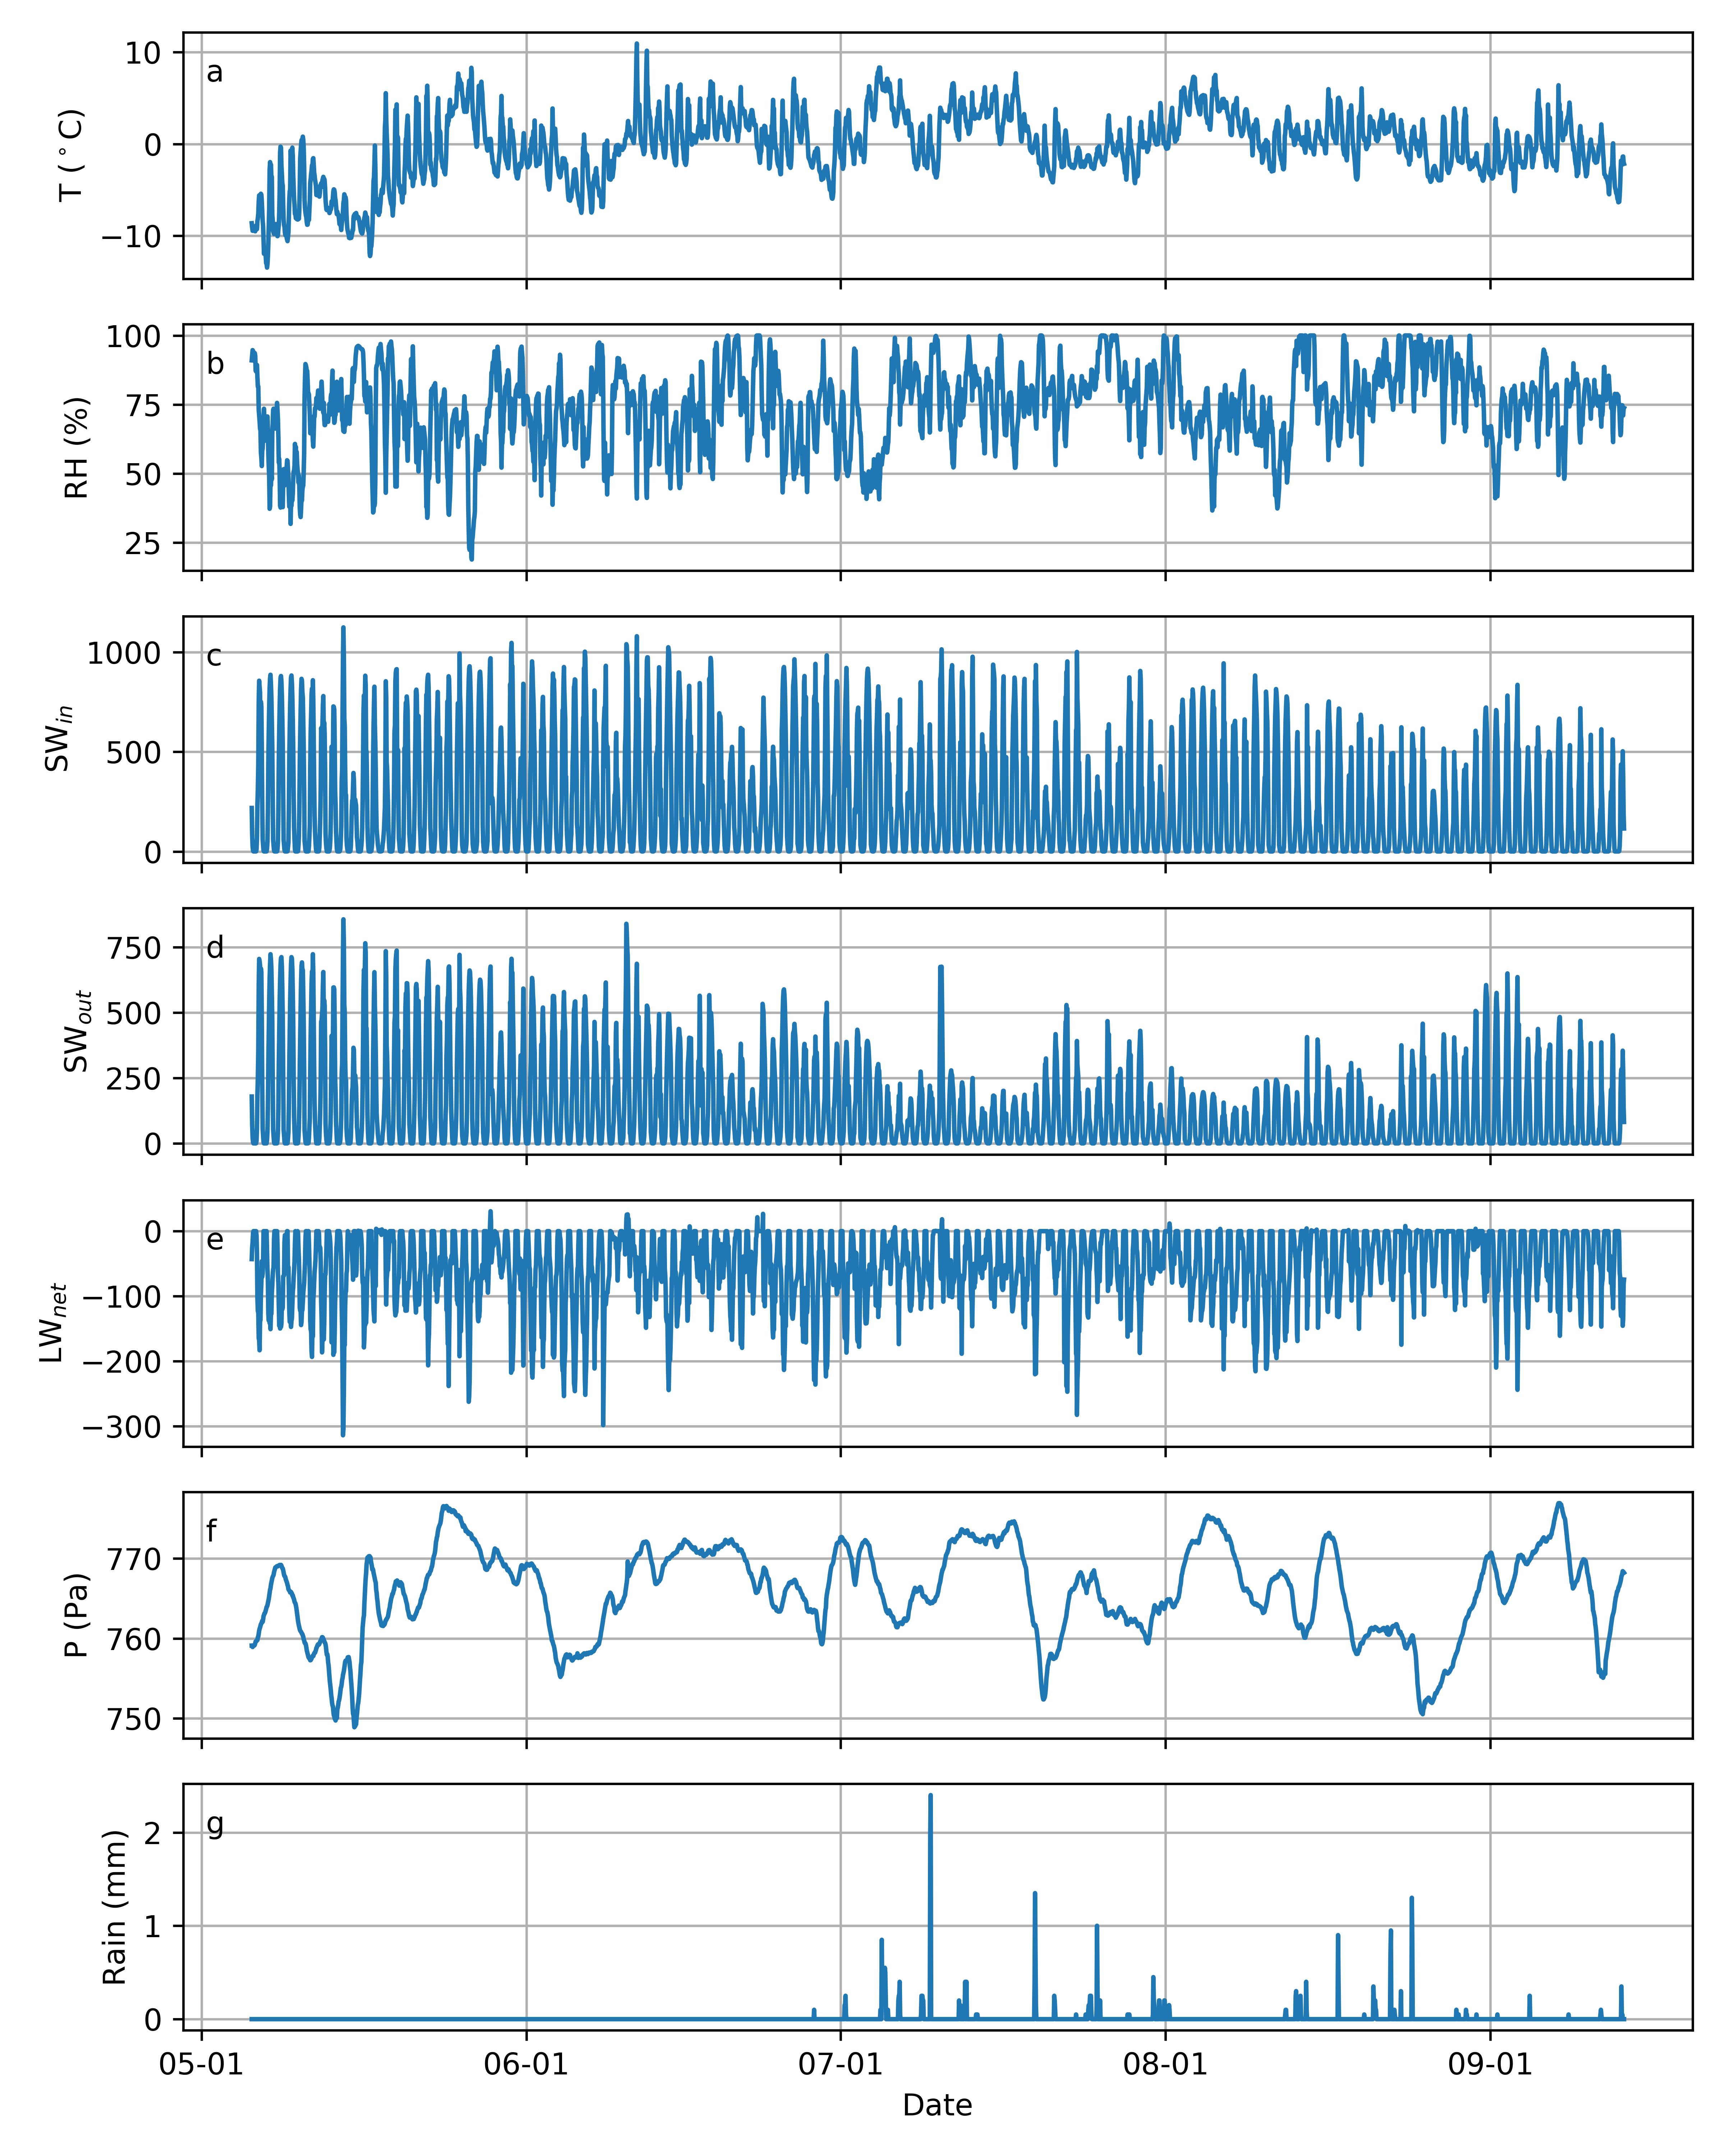 10
a
0
−10
T (°C)
100
b
75
50
25
RH (%)
1000
c
500
0
SWin
750
d
500
250
0
SWout
0
e
−100
−200
−300
LWnet
f
770
760
750
P (Pa)
g
2
1
0
Rain (mm)
05-01 06-01 07-01 08-01 09-01
Date